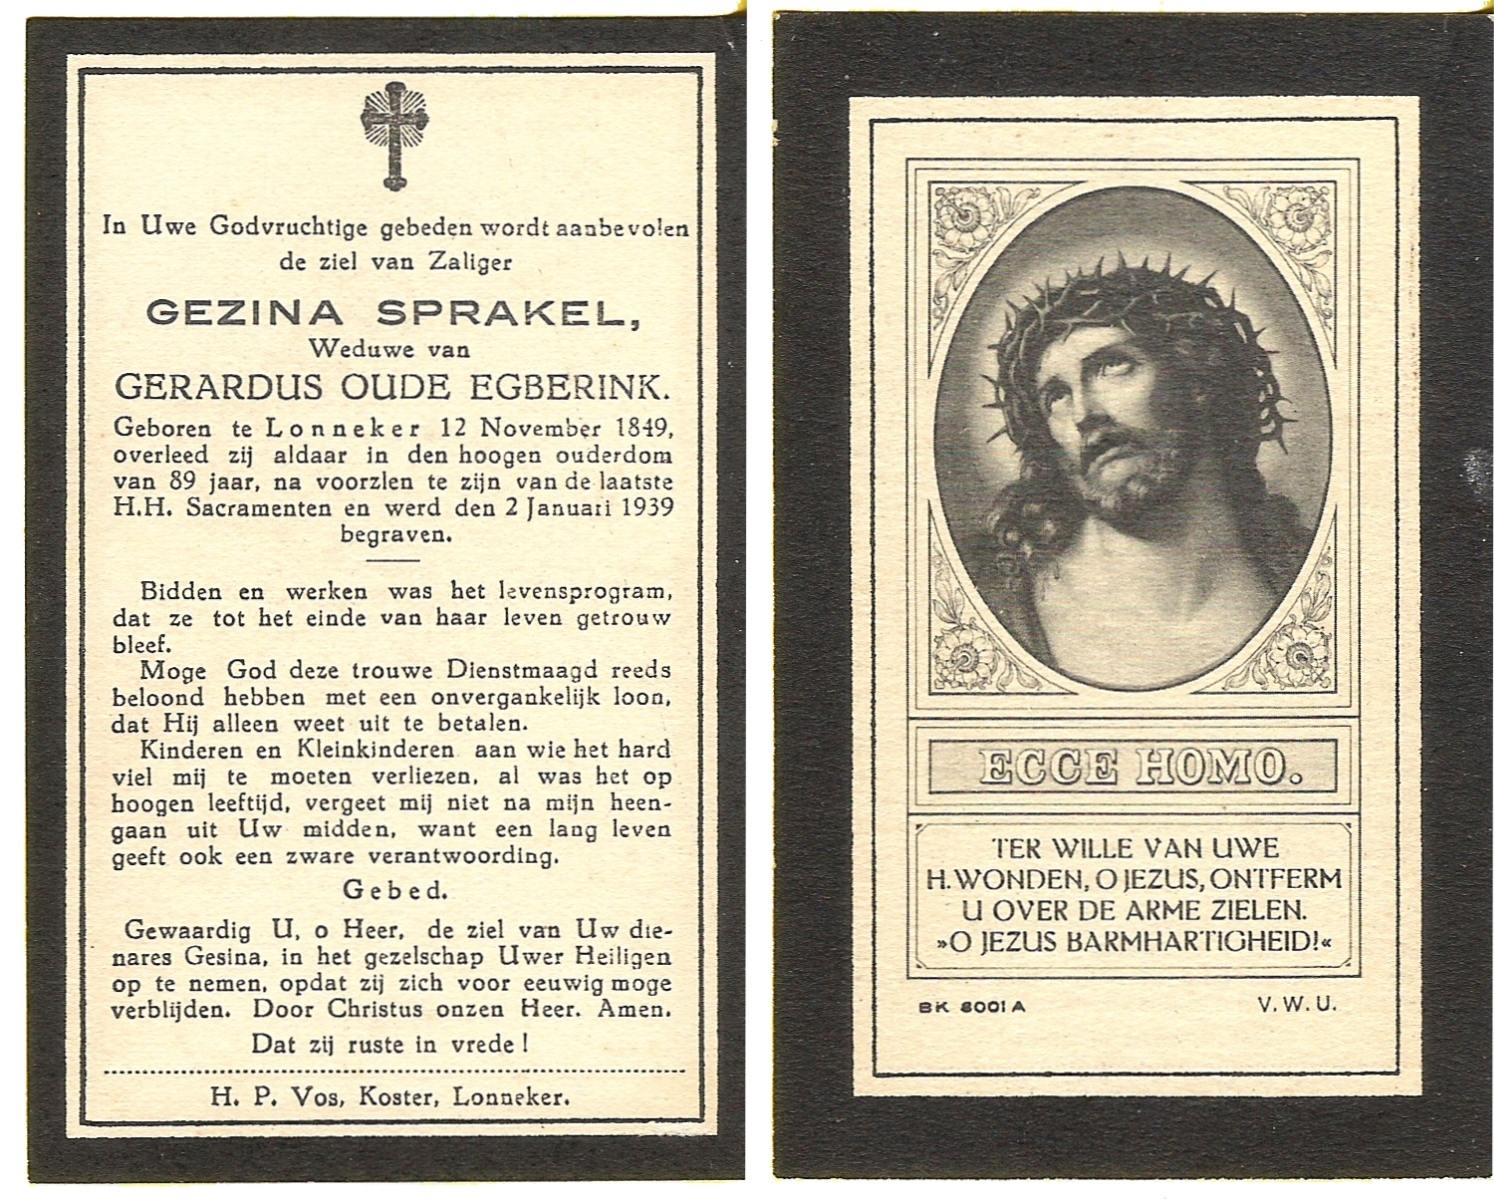 In Uwe Godvruchtige gebeden wordt aanbevolen
de ziel van Zaliger
GEZINA SPRAKEL,
Weduwe van
GERARDUS OUDE EGBERINK.
Geboren te Lonneker 12 November 1849,
overleed zij aldaar in den hoogen ouderdom
van 89 jaar, na voorzlen te zijn van de laatste
H.H. Sacramenten en werd den 2 Januari 1939
begraven.
Bidden en werken was het levensprogram,
dat ze tot het einde van haar leven getrouw
bleef.
Moge God deze trouwe Dienstmaagd reeds
beloond hebben met een onvergankelijk loon,
dat Hij alleen weet uit te betalen.
Kinderen en Kleinkinderen aan wie het hard
viel mij te moeten verliezen, al was het op
hoogen leeftijd, vergeet mij niet na mijn heen-
gaan uit Uw midden, want een lang leven
geeft ook een zware verantwoording.
Gebed.
Gewaardig U, o Heer, de ziel van Uw die-
nares Gesina, in het gezelschap Uwer Heiligen
op te nemen, opdat zij zich voor eeuwig moge
verblijden. Door Christus onzen Heer. Amen.
Dat zij ruste in vrede!
H. P. Vos, Koster, Lonneker.
ECCE HOMO.
TER WILLE VAN UWE
H. WONDEN, O JEZUS, ONTFERM
U OVER DE ARME ZIELEN.
»O JEZUS BARMHARTIGHEID!«
BK 8001 A
V. W. U.